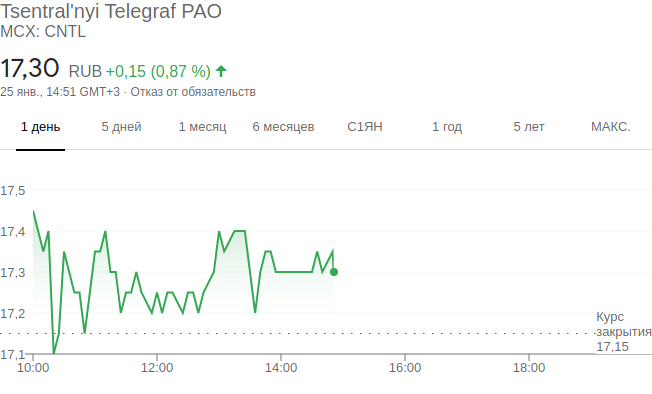 Tsentral'nyi Telegraf PAO
MCX: CNTL
17,30 RUB +0,15 (0,87 %)
25 янв., 14:51 GMT+3 · Отказ от обязательств
1 день 5 дней 1 месяц 6 месяцев С1ЯН 1 год 5 лет МАКС.
17,5
17,4
17,3
17,2
17,1
Курс
закрытия
17,15
10:00 12:00 14:00 16:00 18:00